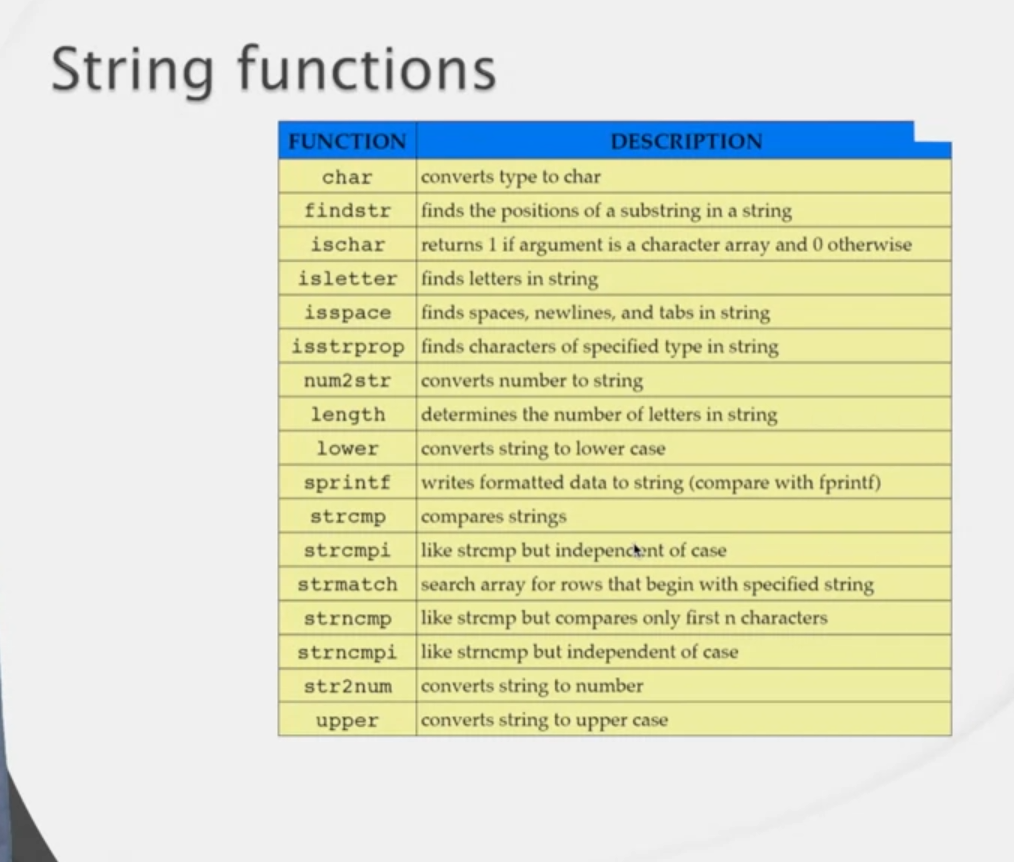 String functions
FUNCTION DESCRIPTION
char converts type to char
findstr finds the positions of a substring in a string
ischar returns 1 if argument is a character array and 0 otherwise
isletter finds letters in string
isspace finds spaces, newlines, and tabs in string
isstrprop finds characters of specified type in string
num2str converts number to string
length determines the number of letters in string
lower converts string to lower case
sprintf writes formatted data to string (compare with fprintf)
strcmp compares strings
strcmpi like strcmp but independent of case
strmatch search array for rows that begin with specified string
strncmp like strcmp but compares only first n characters
strncmpi like strncmp but independent of case
str2num converts string to number
upper converts string to upper case